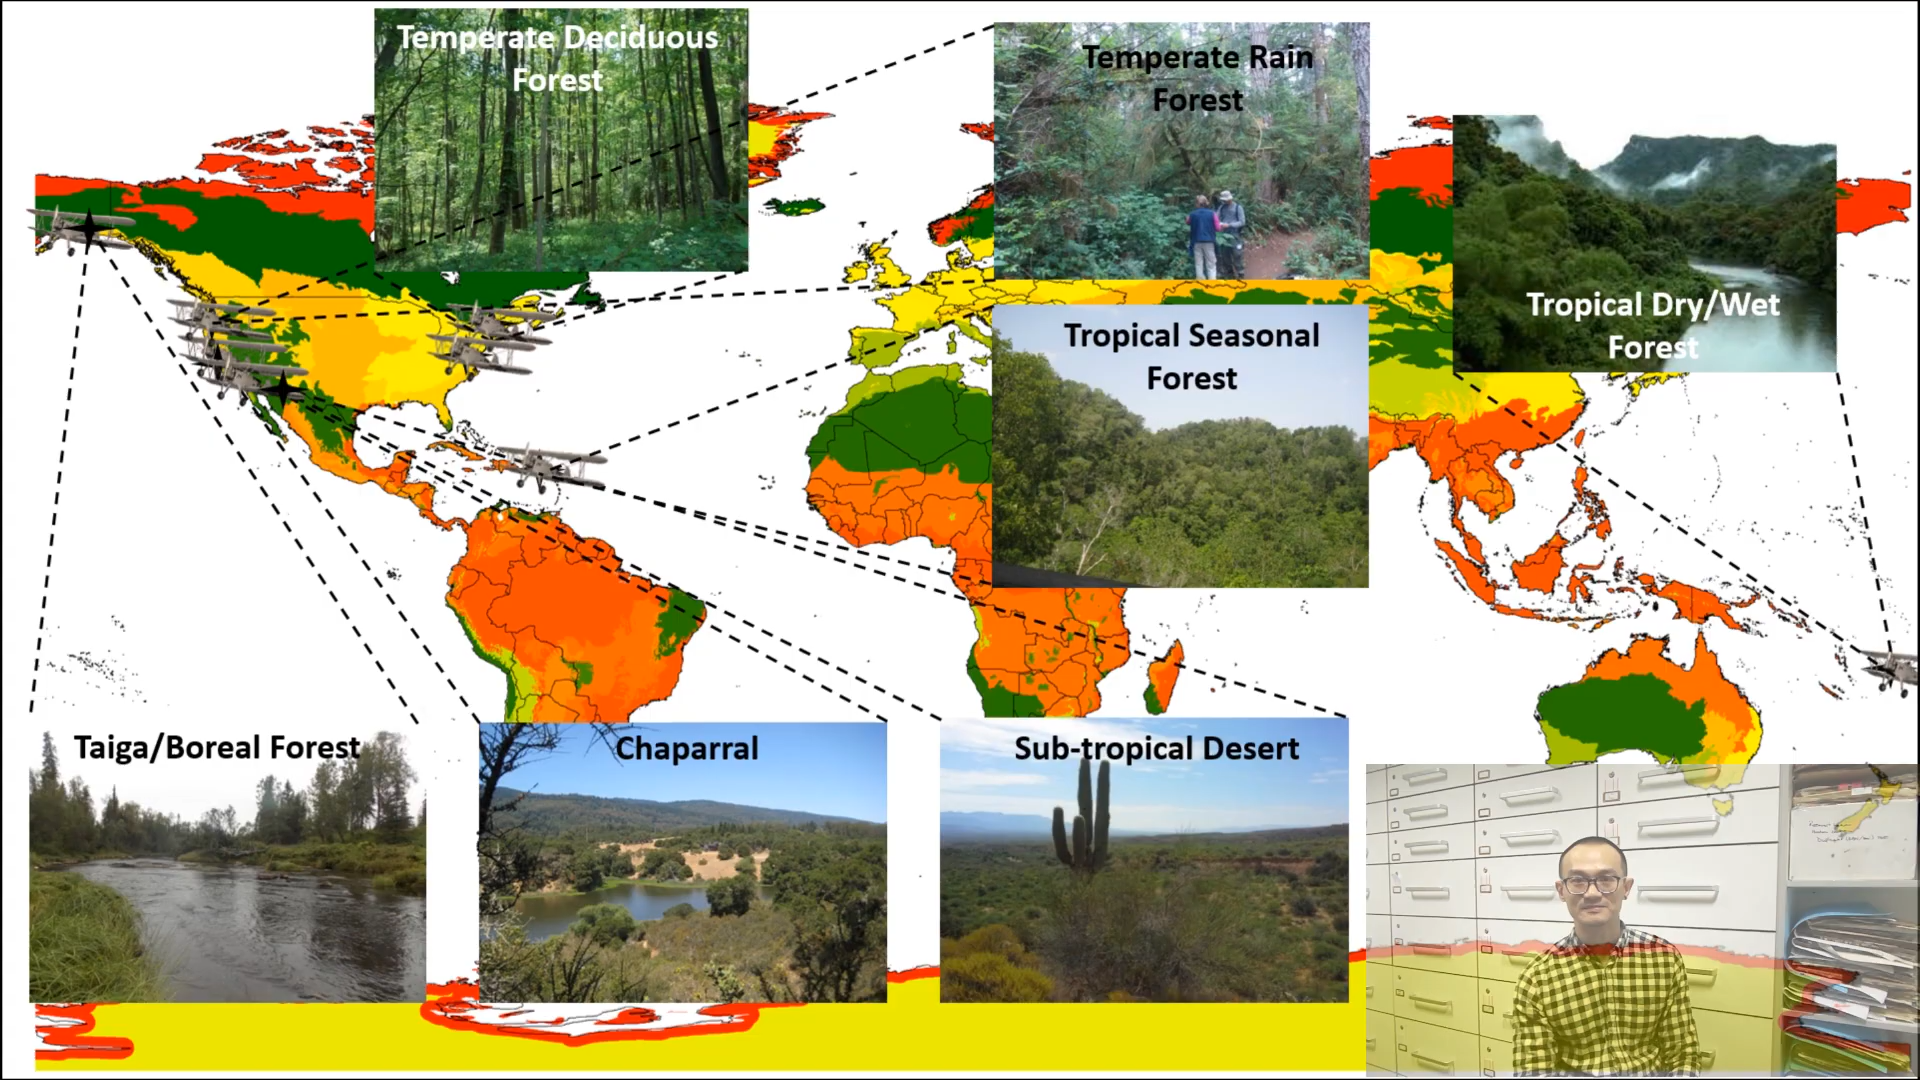 Temperate Deciduous
Forest
Temperate Rain
Forest
Tropical Dry/Wet
Forest
Tropical Seasonal
Forest
Taiga/Boreal Forest
Chaparral
Sub-tropical Desert